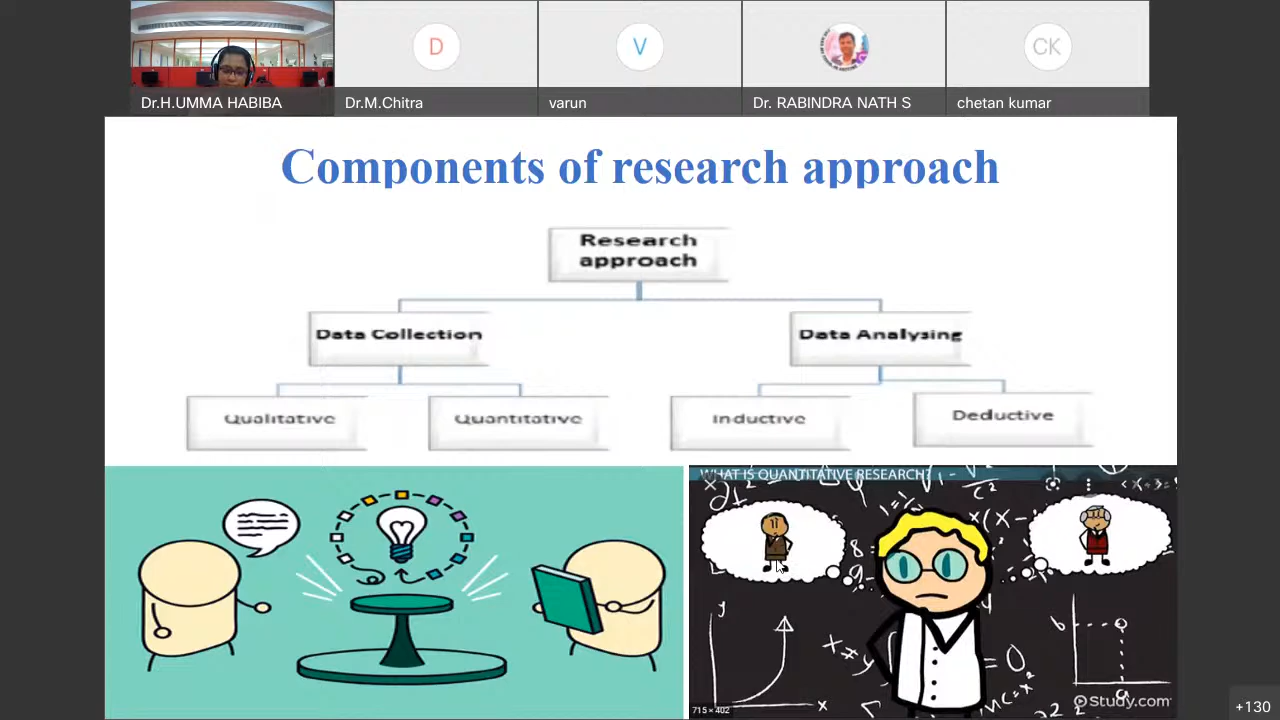 D
V
CK
Dr.H.UMMA HABIBA
Dr.M.Chitra
varun
Dr. RABINDRA NATH S
chetan kumar
Components of research approach
Research
approach
Data Collection
Data Analysing
Qualitative
Quantitative
Inductive
Deductive
WHAT IS QUANTITATIVE RESEARCH?
y
b
x≠y
= 0
x
a
Study.com
715 × 402
+130